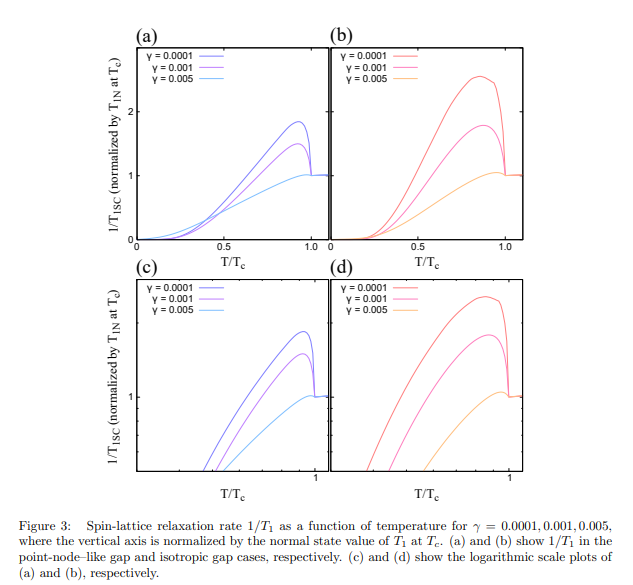 (a)
(b)
γ = 0.0001
γ = 0.001
γ = 0.005
γ = 0.0001
γ = 0.001
γ = 0.005
1/T1SC (normalized by T1N at Tc)
2
1
0
0
0.5
1.0
0
0.5
1.0
T/Tc
T/Tc
(c)
(d)
γ = 0.0001
γ = 0.001
γ = 0.005
γ = 0.0001
γ = 0.001
γ = 0.005
1/T1SC (normalized by T1N at Tc)
1
1
1
T/Tc
T/Tc
Figure 3: Spin-lattice relaxation rate 1/T1 as a function of temperature for γ = 0.0001, 0.001, 0.005,
where the vertical axis is normalized by the normal state value of T1 at Tc. (a) and (b) show 1/T1 in the
point-node–like gap and isotropic gap cases, respectively. (c) and (d) show the logarithmic scale plots of
(a) and (b), respectively.